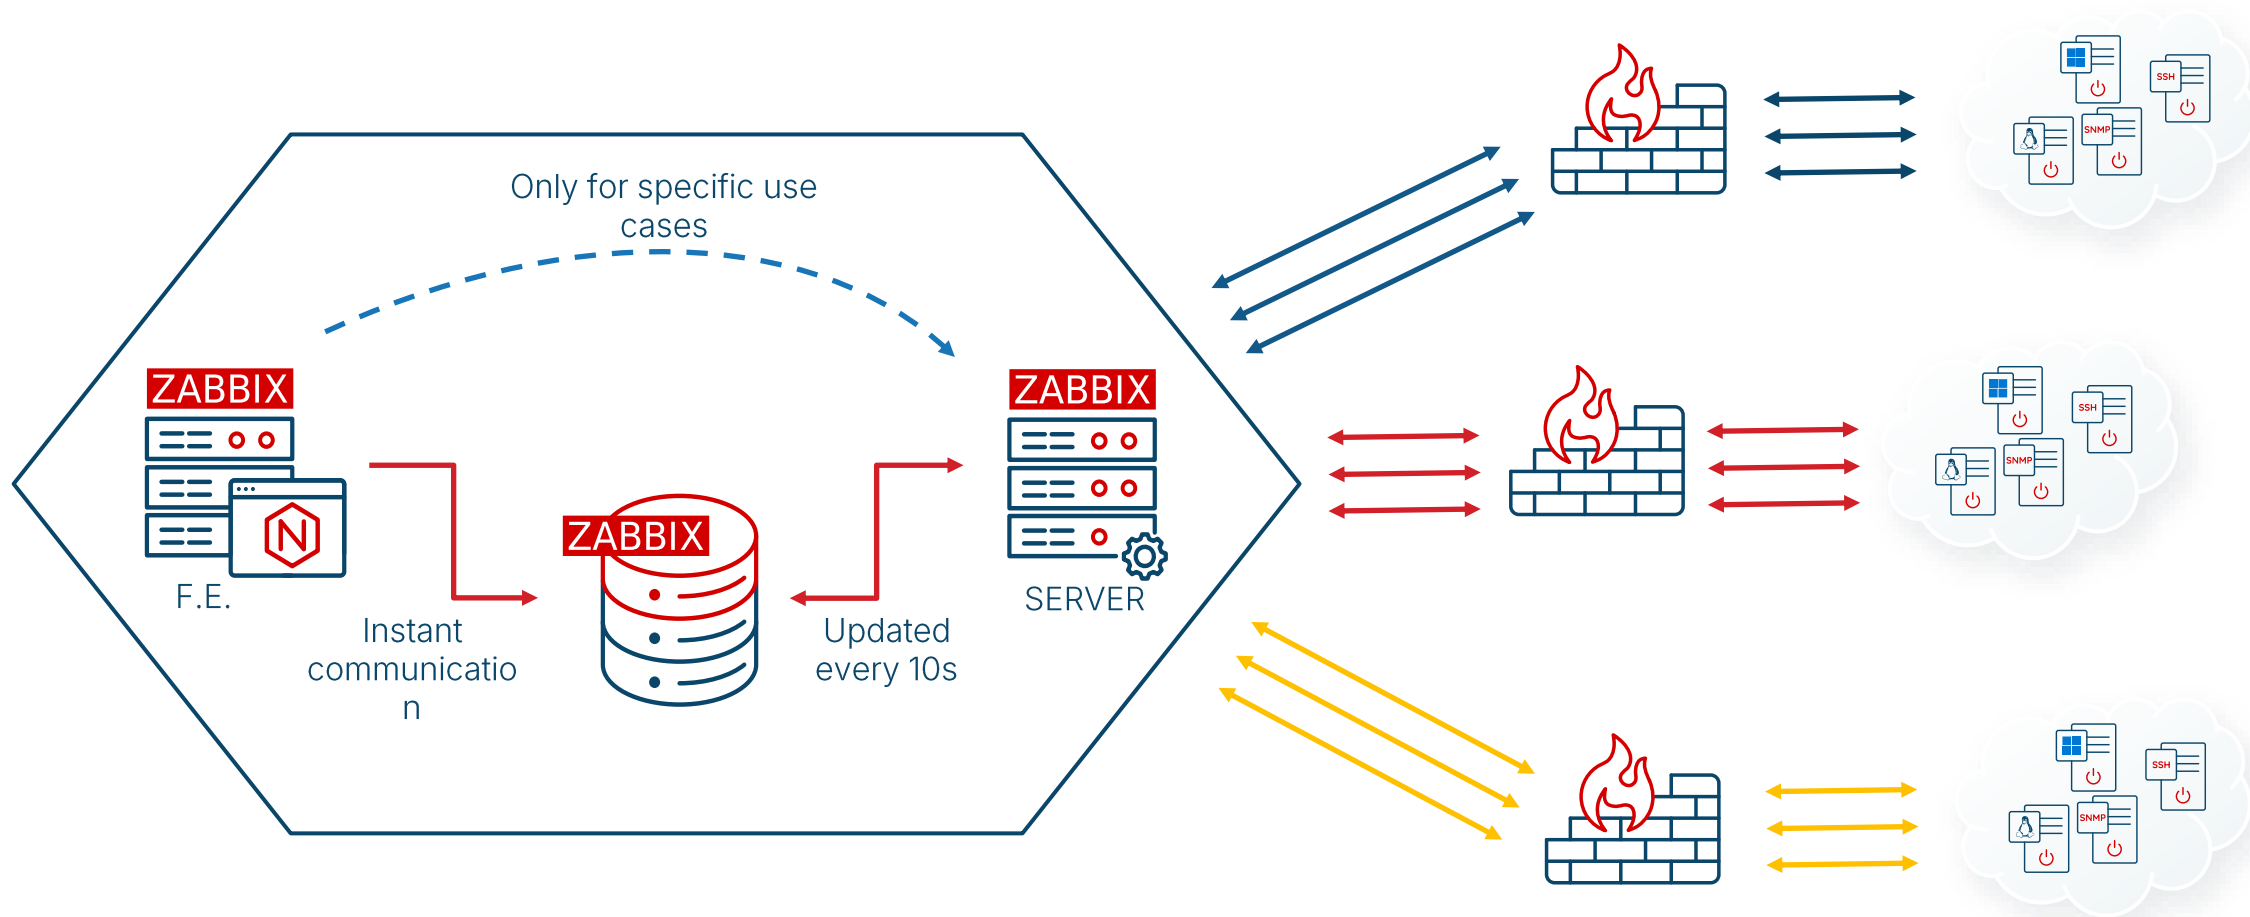 Only for specific use
cases
ZABBIX
F.E.
Instant
communicatio
n
ZABBIX
Updated
every 10s
ZABBIX
SERVER
SSH
SNMP
SSH
SNMP
SSH
SNMP